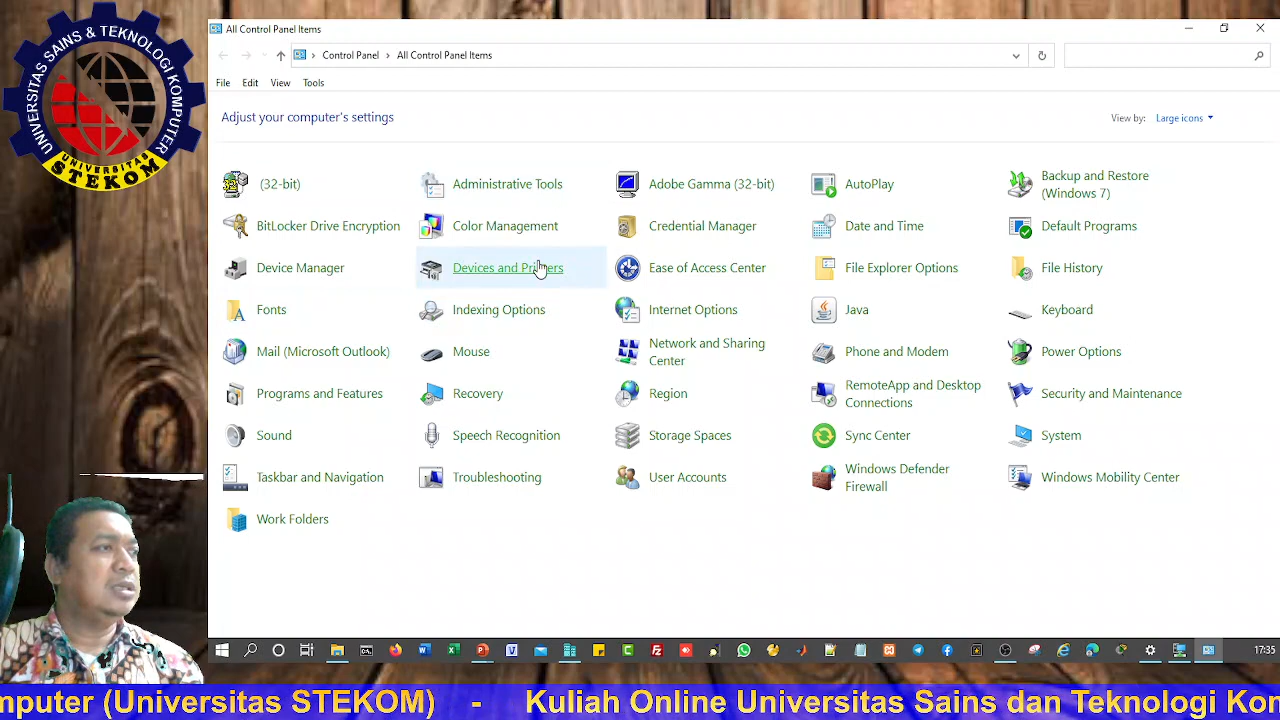 UNIVERSITAS SAINS & TEKNOLOGI KOMPUTER
UNIVERSITAS
STEKOM
All Control Panel Items
Control Panel > All Control Panel Items
File Edit View Tools
Adjust your computer's settings
View by: Large icons
(32-bit)
Administrative Tools
Adobe Gamma (32-bit)
AutoPlay
Backup and Restore
(Windows 7)
BitLocker Drive Encryption
Color Management
Credential Manager
Date and Time
Default Programs
Device Manager
Devices and Printers
Ease of Access Center
File Explorer Options
File History
Fonts
Indexing Options
Internet Options
Java
Keyboard
Mail (Microsoft Outlook)
Mouse
Network and Sharing
Center
Phone and Modem
Power Options
Programs and Features
Recovery
Region
RemoteApp and Desktop
Connections
Security and Maintenance
Sound
Speech Recognition
Storage Spaces
Sync Center
System
Taskbar and Navigation
Troubleshooting
User Accounts
Windows Defender
Firewall
Windows Mobility Center
Work Folders
17:35
mputer (Universitas STEKOM) - Kuliah Online Universitas Sains dan Teknologi Kom